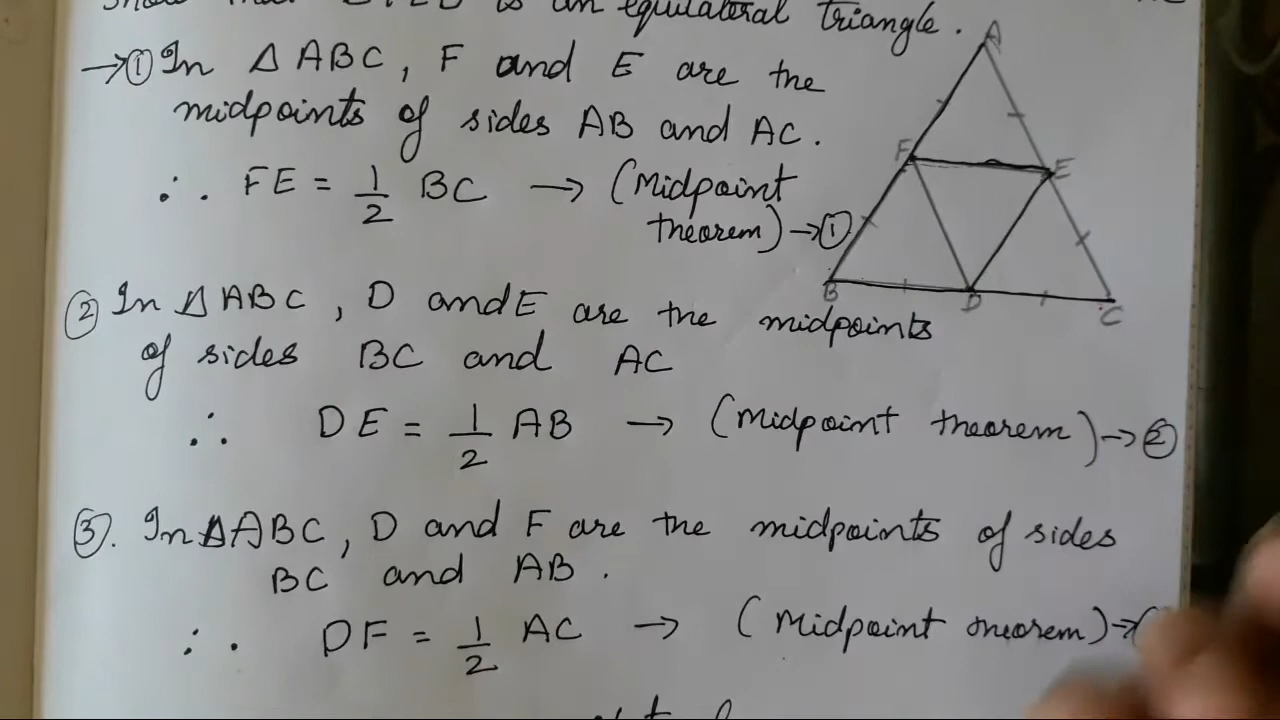 is an equilateral triangle.
→ ① In Δ ABC, F and E are the
midpoints of sides AB and AC.
∴ FE = 1/2 BC → (Midpoint
theorem) → ①
② In Δ ABC, D and E are the midpoints
of sides BC and AC
∴ DE = 1/2 AB → (Midpoint theorem) → ②
③. In Δ ABC, D and F are the midpoints of sides
BC and AB.
∴ DF = 1/2 AC → (Midpoint theorem) →
A
F
E
B
D
C